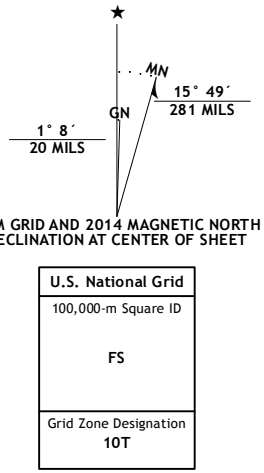 ★
MN
15° 49´
281 MILS
GN
1° 8´
20 MILS
M GRID AND 2014 MAGNETIC NORTH
ECLINATION AT CENTER OF SHEET
U.S. National Grid
100,000-m Square ID
FS
Grid Zone Designation
10T